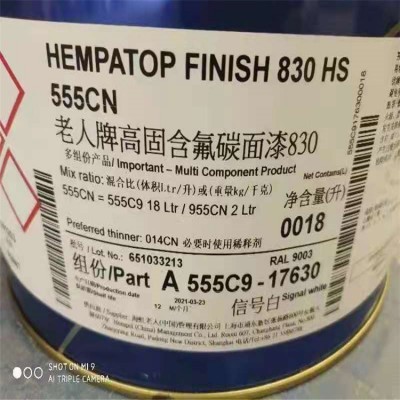 HEMPATOP FINISH 830 HS
555CN
老人牌高固含氟碳面漆830
多组份产品/ Important – Multi Component Product
Net Contents(L)
Mix ratio: 混合比(体积l.tr/升)或(重量kg/千克)
净含量(升)
555CN = 555C9 18 Ltr / 955CN 2 Ltr
0018
Preferred thinner: 014CN 必要时使用稀释剂
批号 / Lot No.: 651033213
RAL 9003
组份/Part A 555C9 - 17630
Production date
2021-03-23
12
信号白 Signal white
555C9176300018
SHOT ON MI 9
AI TRIPLE CAMERA